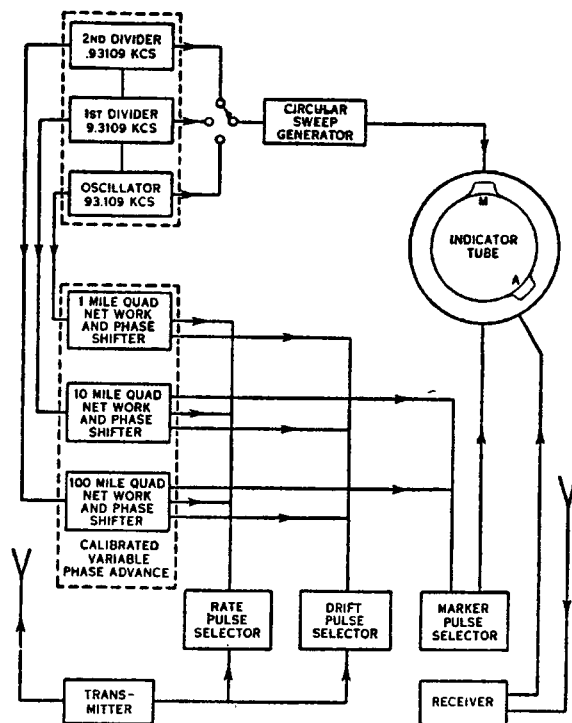 2ND DIVIDER
.93109 KCS
1ST DIVIDER
9.3109 KCS
OSCILLATOR
93.109 KCS
CIRCULAR
SWEEP
GENERATOR
M
INDICATOR
TUBE
A
1 MILE QUAD
NET WORK
AND PHASE
SHIFTER
10 MILE QUAD
NET WORK
AND PHASE
SHIFTER
100 MILE QUAD
NET WORK
AND PHASE
SHIFTER
CALIBRATED
VARIABLE
PHASE ADVANCE
RATE
PULSE
SELECTOR
DRIFT
PULSE
SELECTOR
MARKER
PULSE
SELECTOR
TRANS-
MITTER
RECEIVER